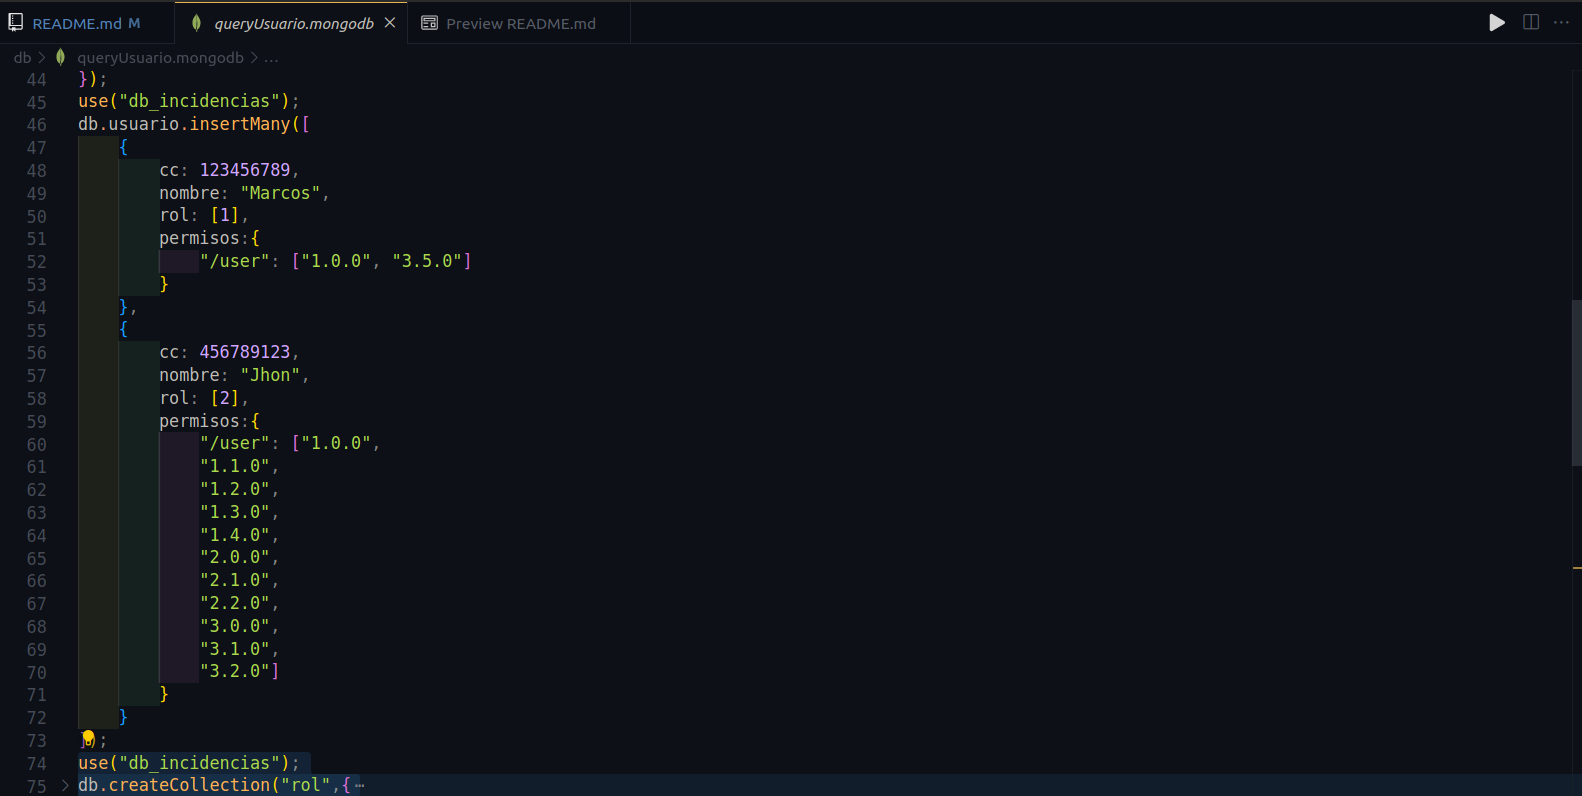 README.md M queryUsuario.mongodb Preview README.md
db > queryUsuario.mongodb > ...
44 });
45 use("db_incidencias");
46 db.usuario.insertMany([
47 {
48 cc: 123456789,
49 nombre: "Marcos",
50 rol: [1],
51 permisos:{
52 "/user": ["1.0.0", "3.5.0"]
53 }
54 },
55 {
56 cc: 456789123,
57 nombre: "Jhon",
58 rol: [2],
59 permisos:{
60 "/user": ["1.0.0",
61 "1.1.0",
62 "1.2.0",
63 "1.3.0",
64 "1.4.0",
65 "2.0.0",
66 "2.1.0",
67 "2.2.0",
68 "3.0.0",
69 "3.1.0",
70 "3.2.0"]
71 }
72 }
73 ]);
74 use("db_incidencias");
75 db.createCollection("rol",{